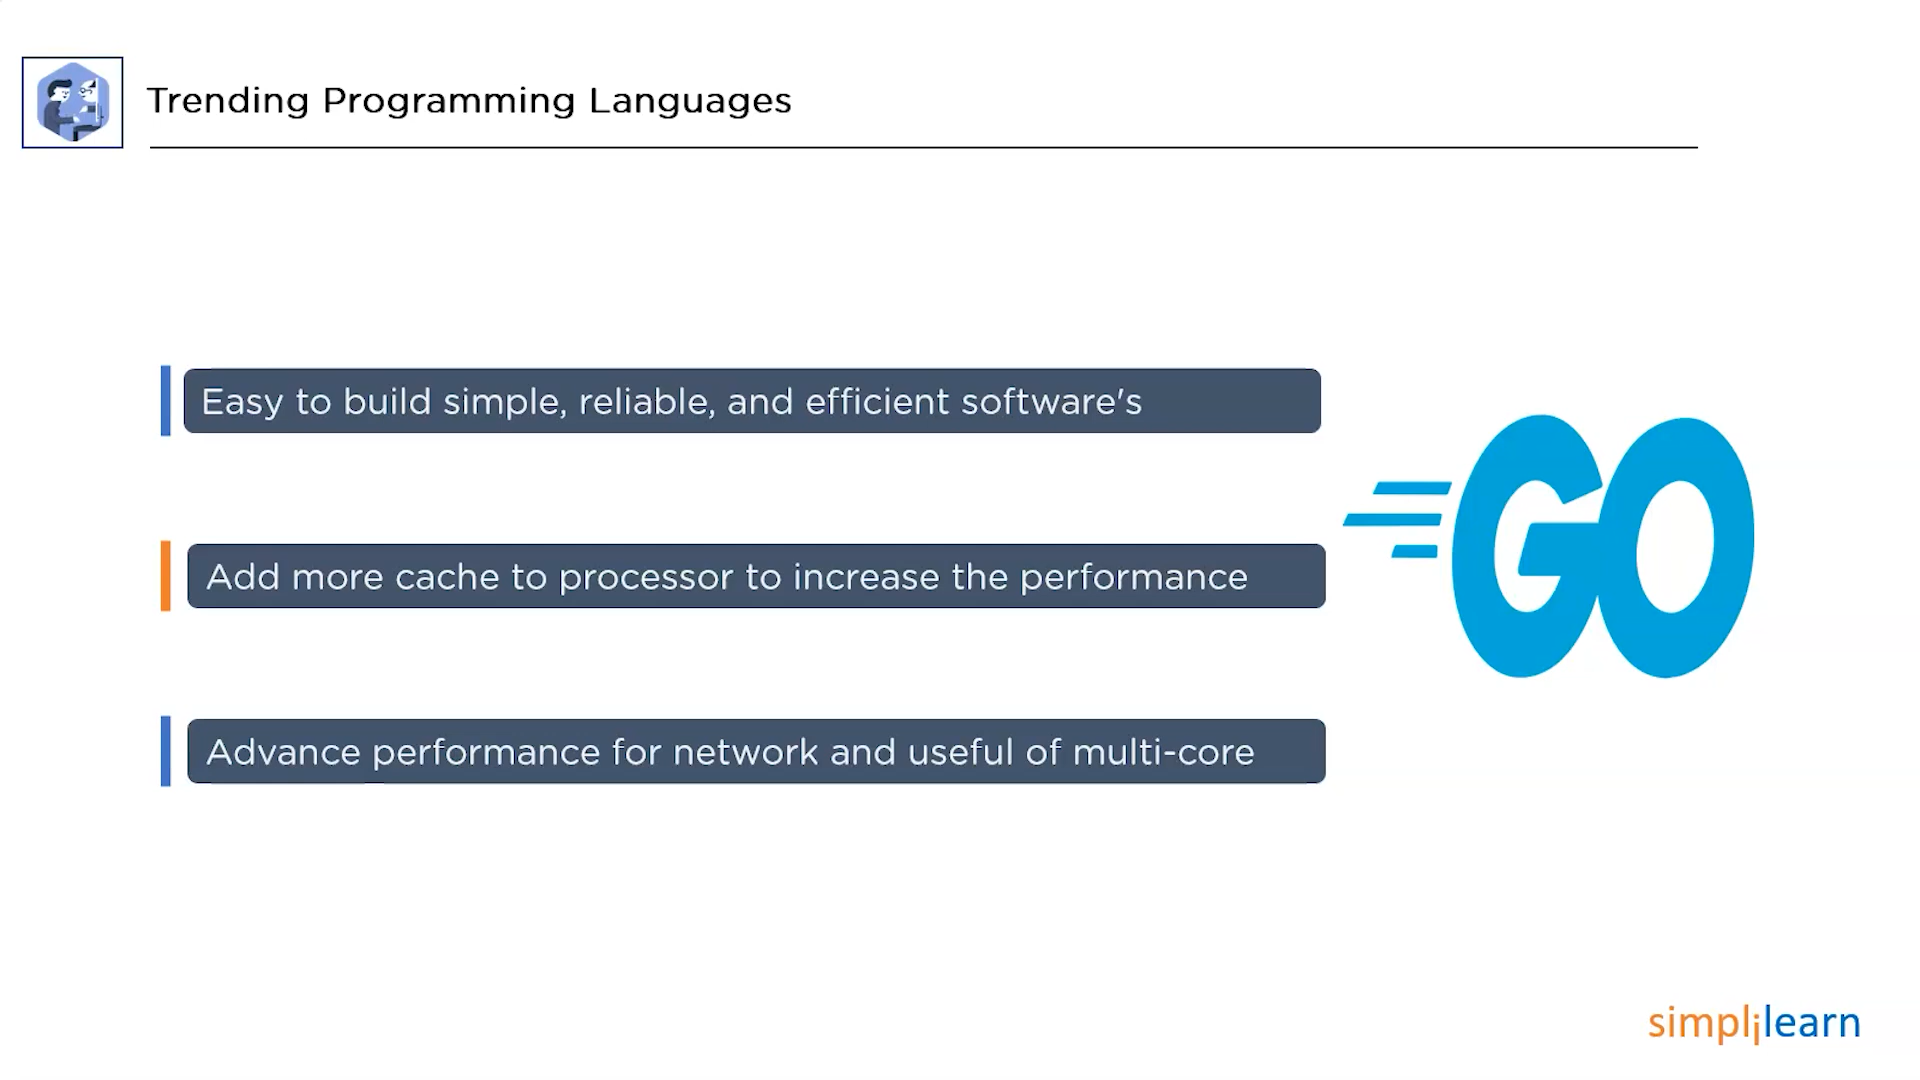 Trending Programming Languages
Easy to build simple, reliable, and efficient software's
Add more cache to processor to increase the performance
GO
Advance performance for network and useful of multi-core
simplilearn